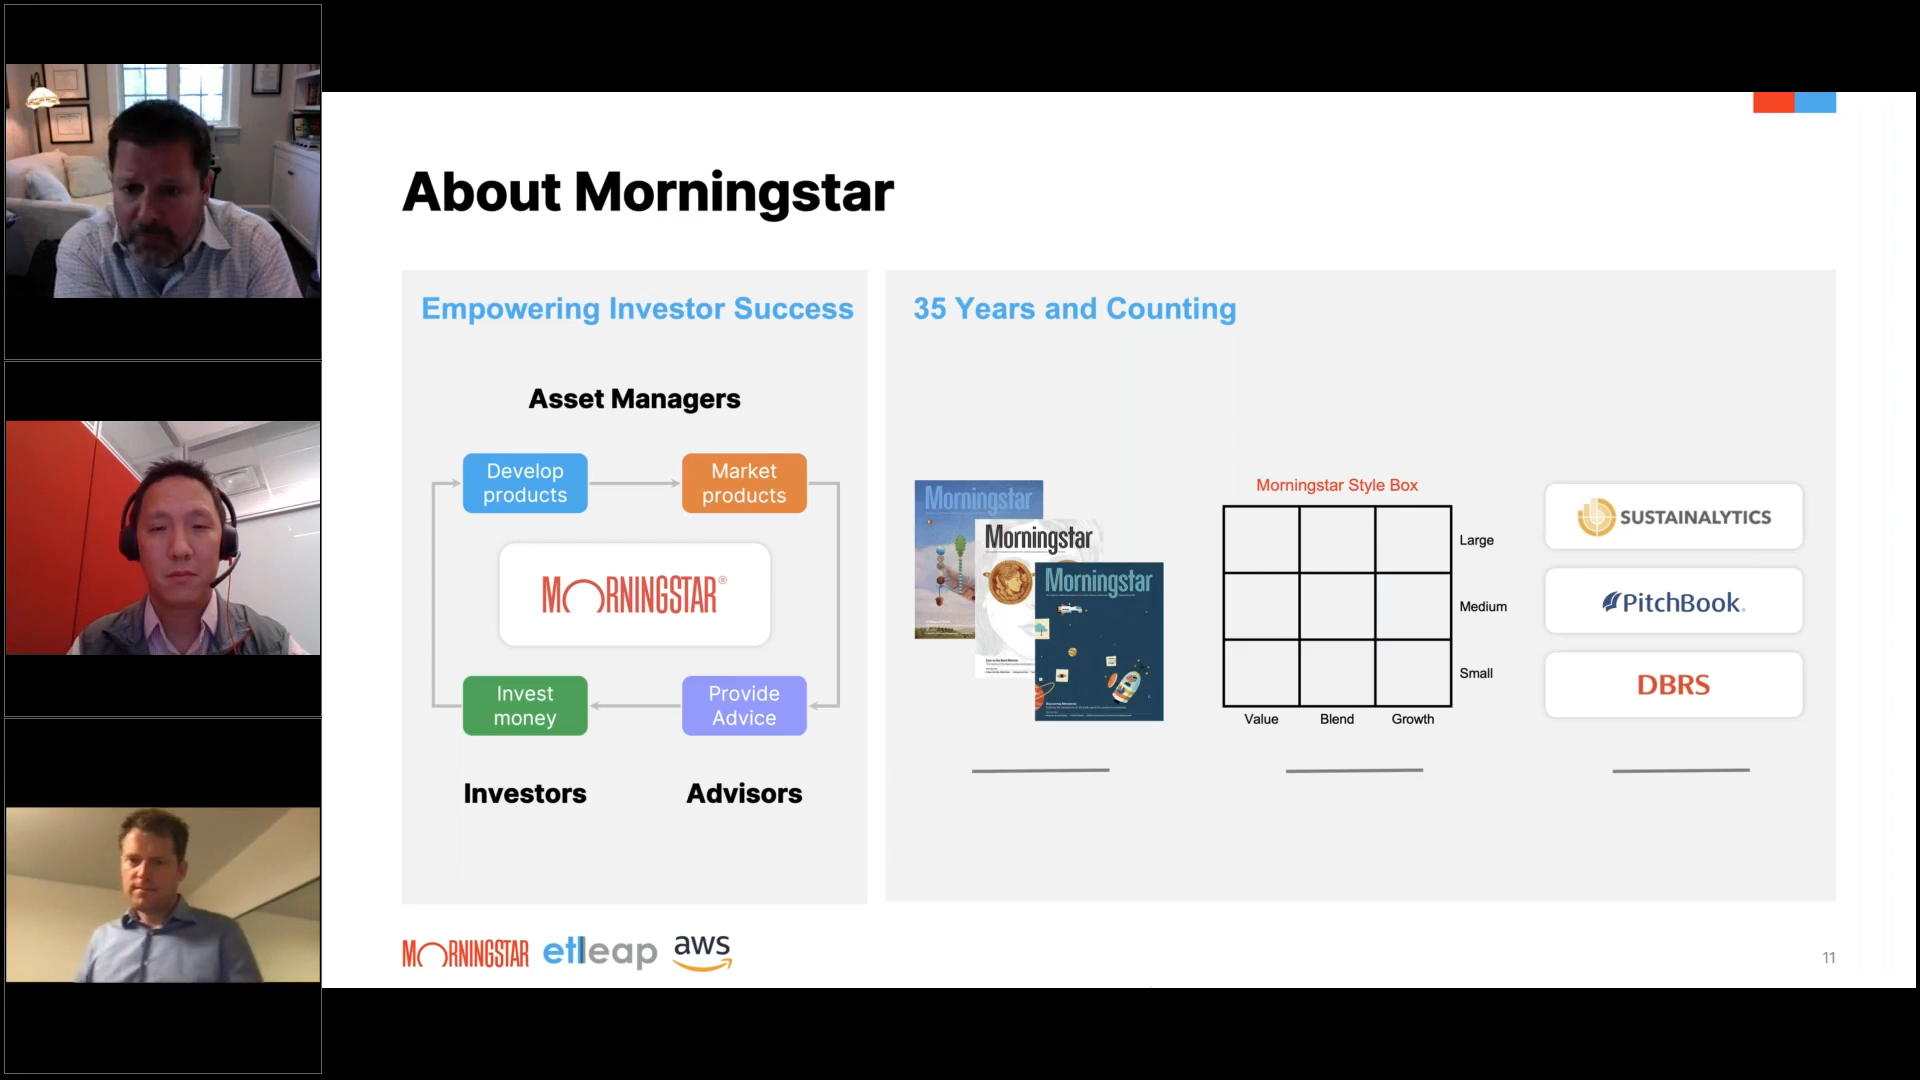 About Morningstar
Empowering Investor Success
Asset Managers
Develop
products
Market
products
MORNINGSTAR®
Invest
money
Provide
Advice
Investors
Advisors
35 Years and Counting
Morningstar
Morningstar
Morningstar
Morningstar Style Box
Large
Medium
Small
Value
Blend
Growth
SUSTAINALYTICS
PitchBook®
DBRS
MORNINGSTAR
etleap
aws
11